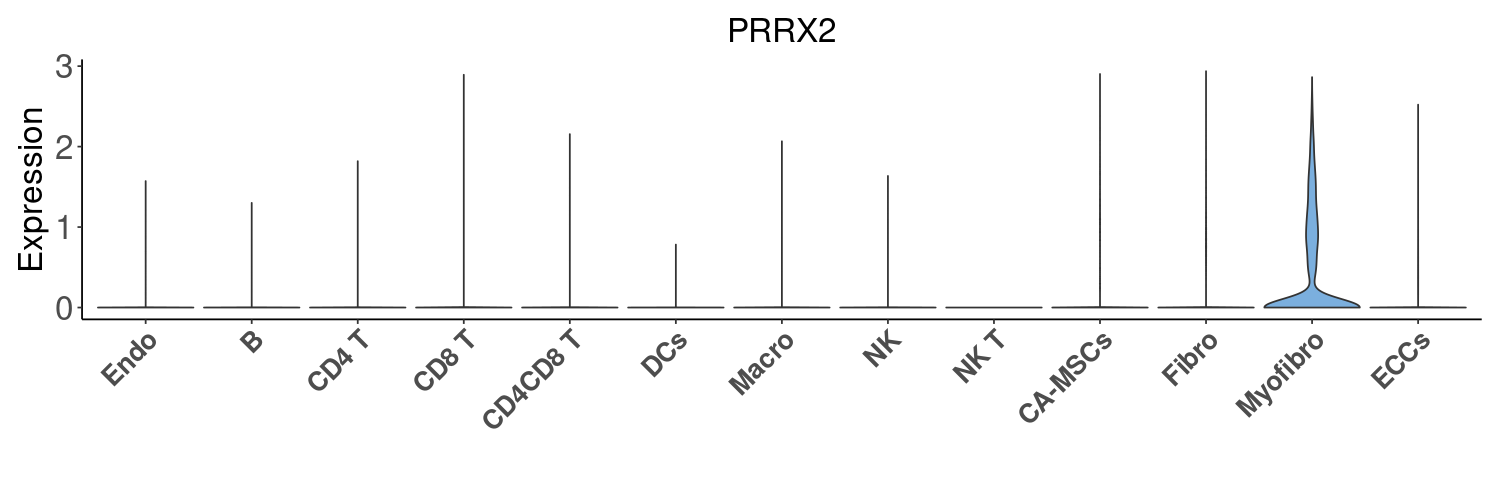 PRRX2
Expression
3
2
1
0
Endo
B
CD4 T
CD8 T
CD4CD8 T
DCs
Macro
NK
NK T
CA-MSCs
Fibro
Myofibro
ECCs